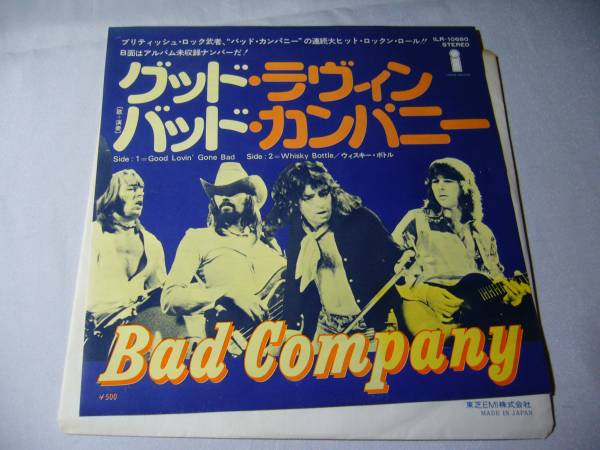 ブリティッシュ・ロック武者、“バッド・カンパニー”の連続大ヒット・ロックン・ロール!!
B面はアルバム未収録ナンバーだ!
ILR-10680
STEREO
グッド・ラヴィン
[歌・演奏]
バッド・カンパニー
Side : 1 = Good Lovin' Gone Bad Side : 2 = Whisky Bottle/ウィスキー・ボトル
Bad Company
¥500
東芝EMI株式会社
MADE IN JAPAN